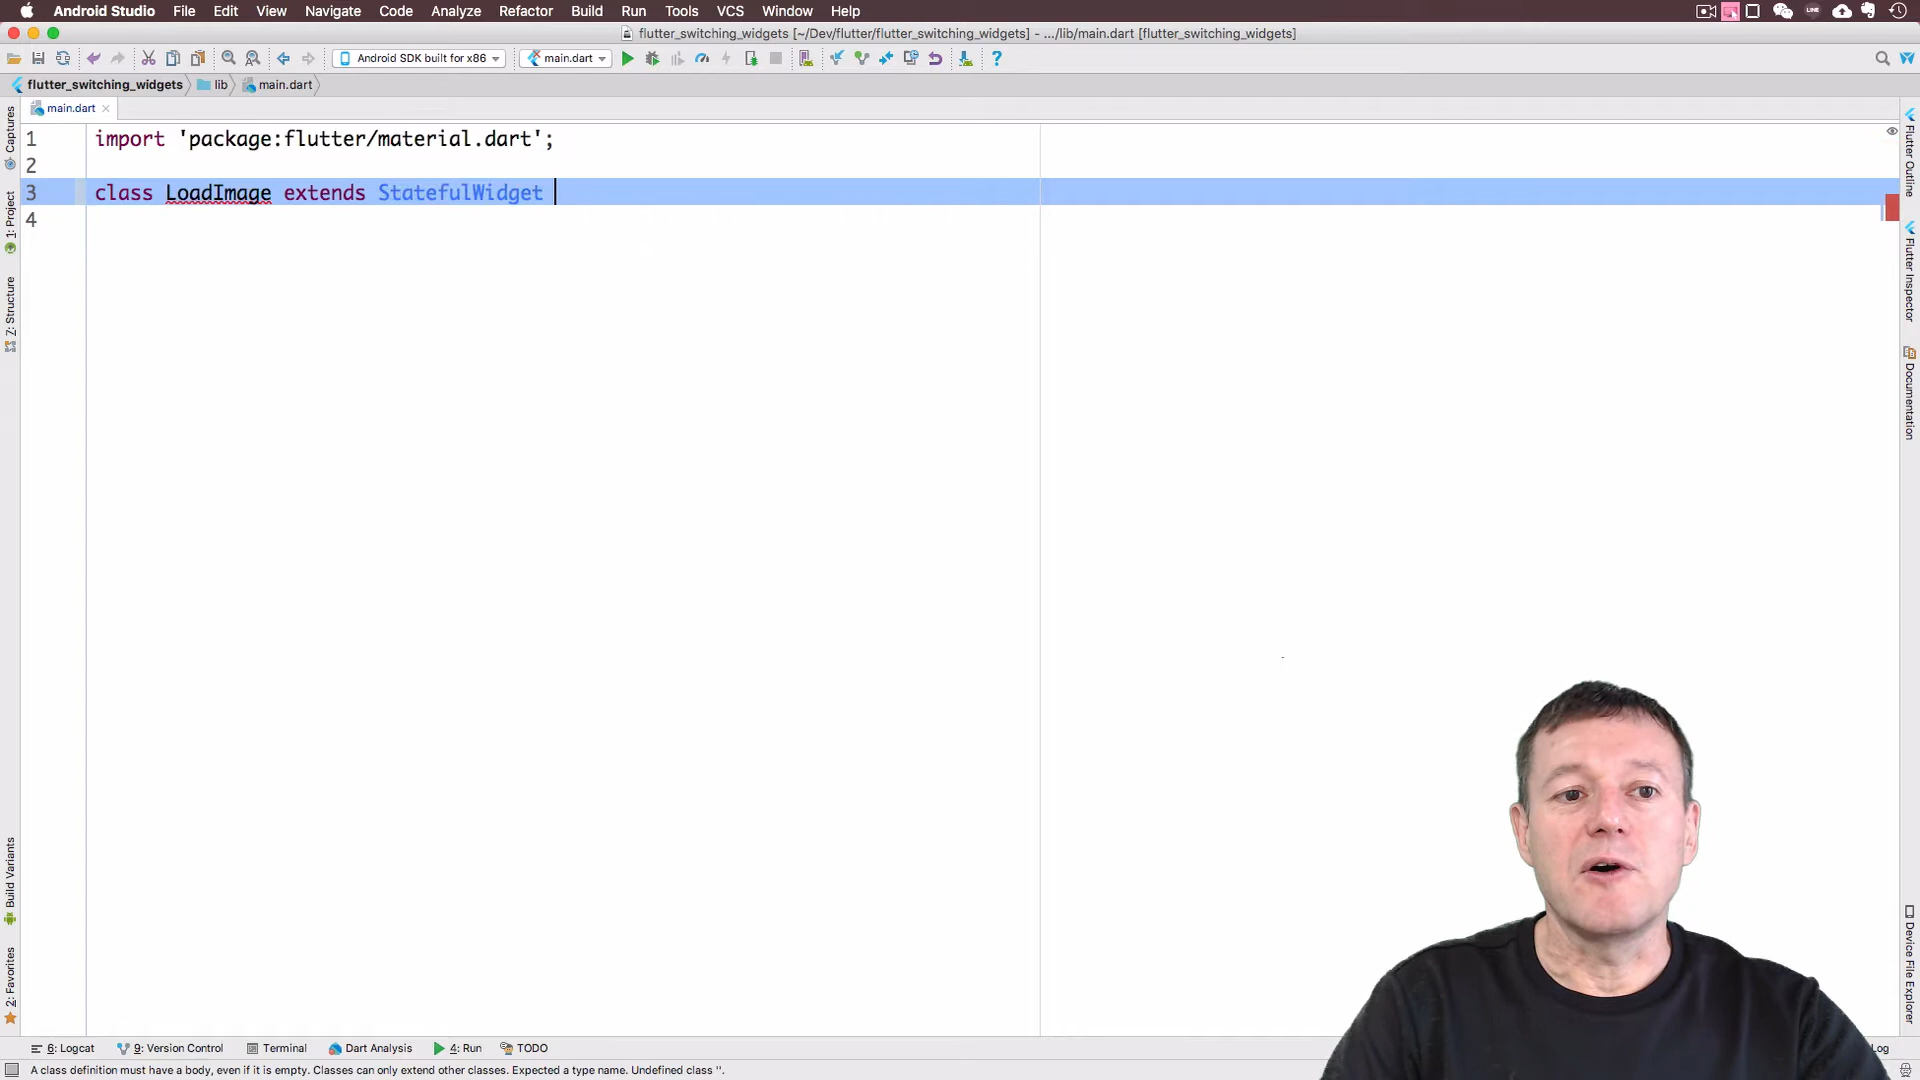 Android Studio File Edit View Navigate Code Analyze Refactor Build Run Tools VCS Window Help
flutter_switching_widgets [~/Dev/flutter/flutter_switching_widgets] - .../lib/main.dart [flutter_switching_widgets]
Android SDK built for x86 main.dart
flutter_switching_widgets lib main.dart
main.dart
1 import 'package:flutter/material.dart';
2
3 class LoadImage extends StatefulWidget
4
Captures
1: Project
7: Structure
Build Variants
2: Favorites
Flutter Outline
Flutter Inspector
Documentation
Device File Explorer
6: Logcat 9: Version Control Terminal Dart Analysis 4: Run TODO Log
A class definition must have a body, even if it is empty. Classes can only extend other classes. Expected a type name. Undefined class ''.